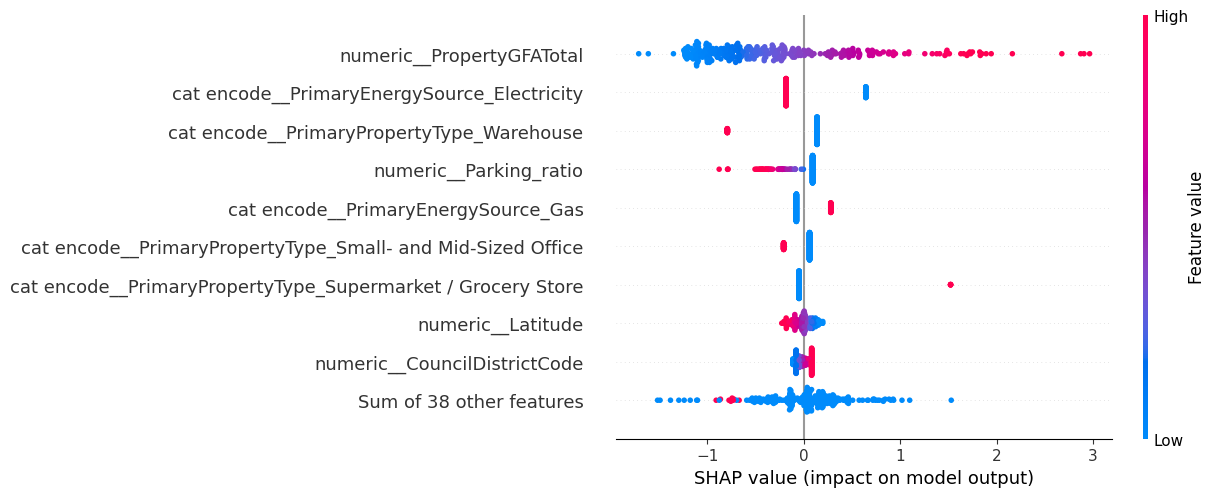 High
numeric__PropertyGFATotal
cat encode__PrimaryEnergySource_Electricity
cat encode__PrimaryPropertyType_Warehouse
numeric__Parking_ratio
cat encode__PrimaryEnergySource_Gas
cat encode__PrimaryPropertyType_Small- and Mid-Sized Office
cat encode__PrimaryPropertyType_Supermarket / Grocery Store
numeric__Latitude
numeric__CouncilDistrictCode
Sum of 38 other features
Feature value
Low
−1 0 1 2 3
SHAP value (impact on model output)